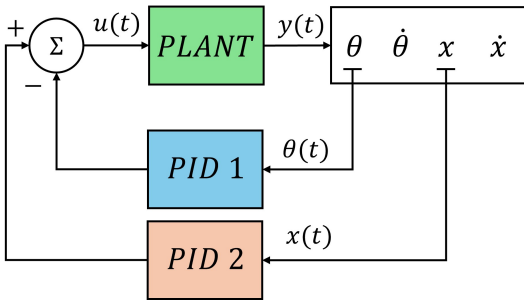 + Σ u(t) PLANT y(t) θ θ̇ x ẋ
−
PID 1 θ(t)
PID 2 x(t)